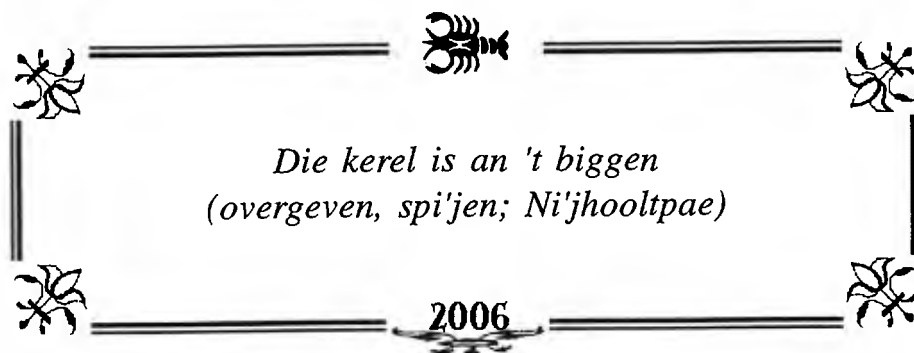 Die kerel is an 't biggen
(overgeven, spi'jen; Ni'jhooltpae)
2006